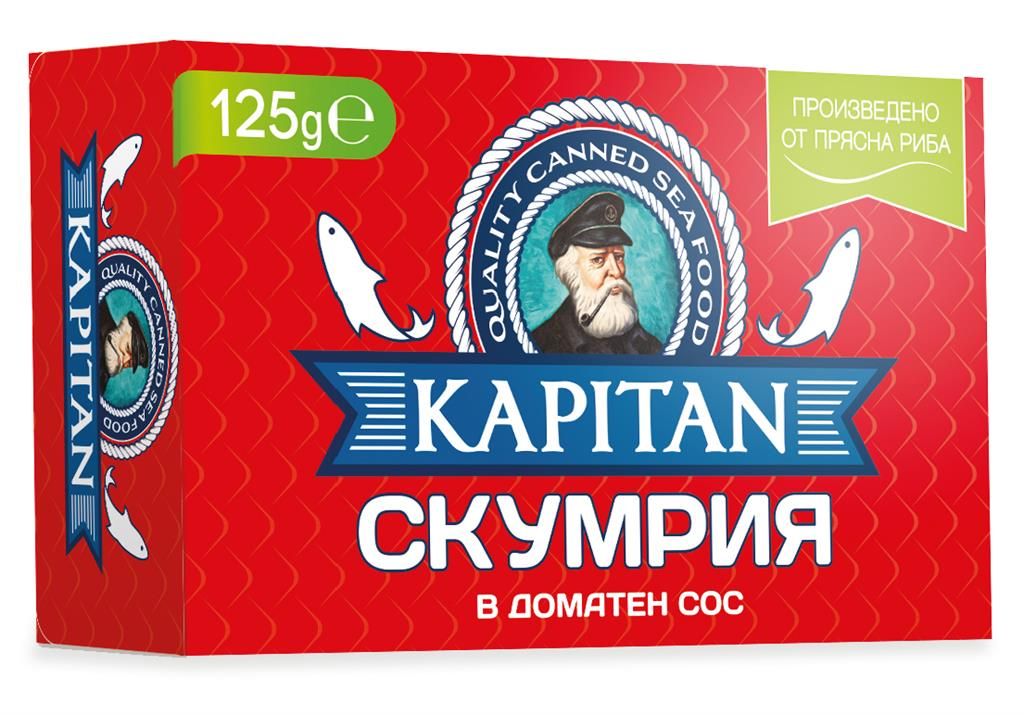 125g℮
ПРОИЗВЕДЕНО
ОТ ПРЯСНА РИБА
QUALITY CANNED SEA FOOD
KAPITAN
СКУМРИЯ
В ДОМАТЕН СОС
QUALITY CANNED SEA FOOD
KAPITAN